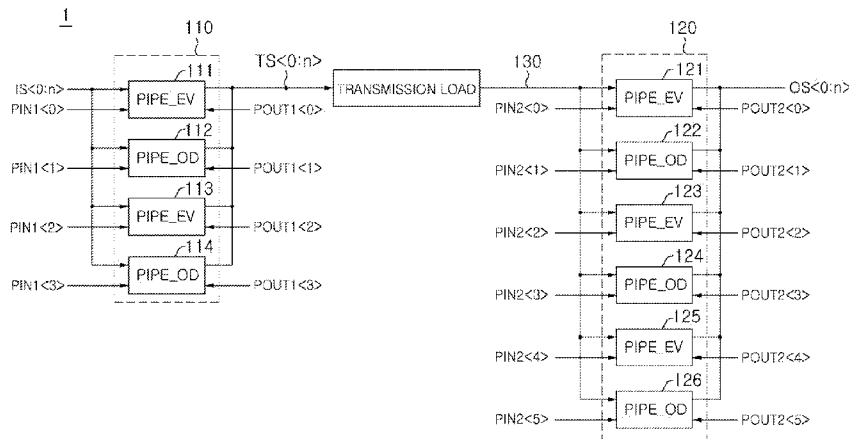 1
110
120
TS<0:n>
130
111
121
IS<0:n>
PIPE_EV
TRANSMISSION LOAD
PIPE_EV
OS<0:n>
PIN1<0>
POUT1<0>
PIN2<0>
POUT2<0>
112
122
PIPE_OD
PIPE_OD
PIN1<1>
POUT1<1>
PIN2<1>
POUT2<1>
113
123
PIPE_EV
PIPE_EV
PIN1<2>
POUT1<2>
PIN2<2>
POUT2<2>
114
124
PIPE_OD
PIPE_OD
PIN1<3>
POUT1<3>
PIN2<3>
POUT2<3>
125
PIPE_EV
PIN2<4>
POUT2<4>
126
PIPE_OD
PIN2<5>
POUT2<5>